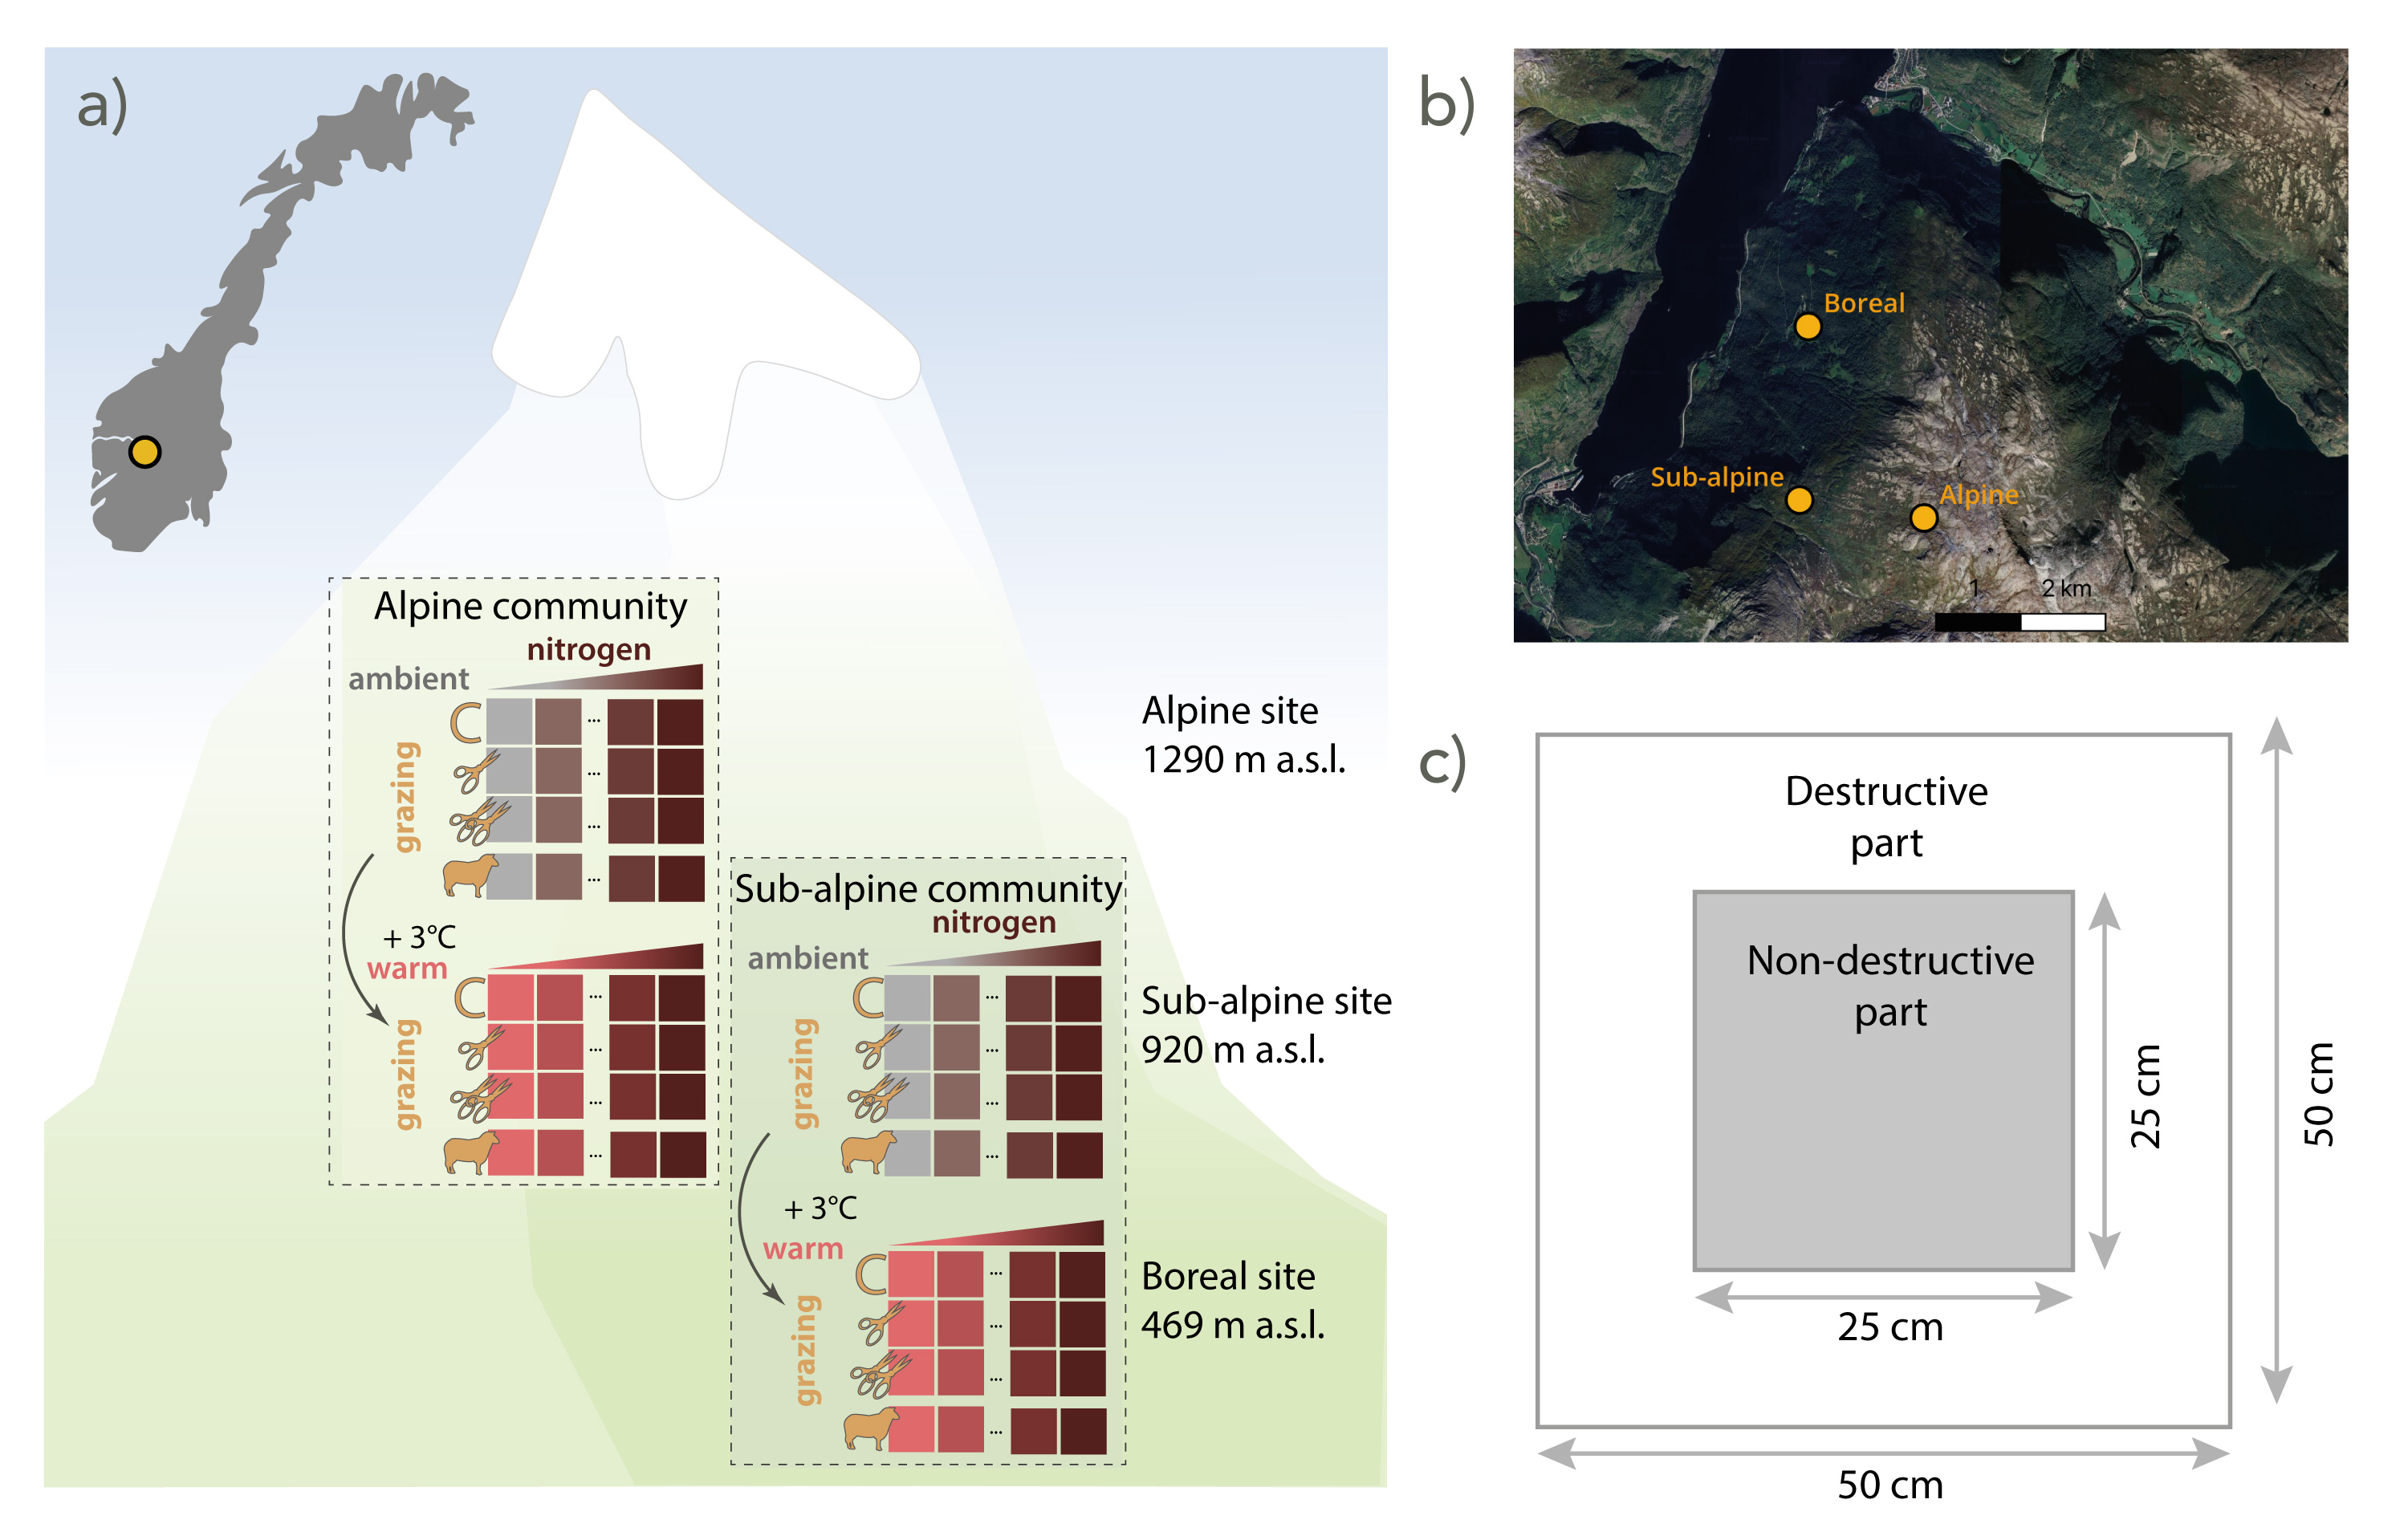 a)
Alpine community
nitrogen
ambient
C
grazing
...
...
...
...
+ 3°C
warm
C
grazing
...
...
...
...
Sub-alpine community
nitrogen
ambient
C
grazing
...
...
...
...
+ 3°C
warm
C
grazing
...
...
...
...
Alpine site
1290 m a.s.l.
Sub-alpine site
920 m a.s.l.
Boreal site
469 m a.s.l.
b)
Boreal
Sub-alpine
Alpine
1 2 km
c)
Destructive
part
Non-destructive
part
25 cm
25 cm
50 cm
50 cm